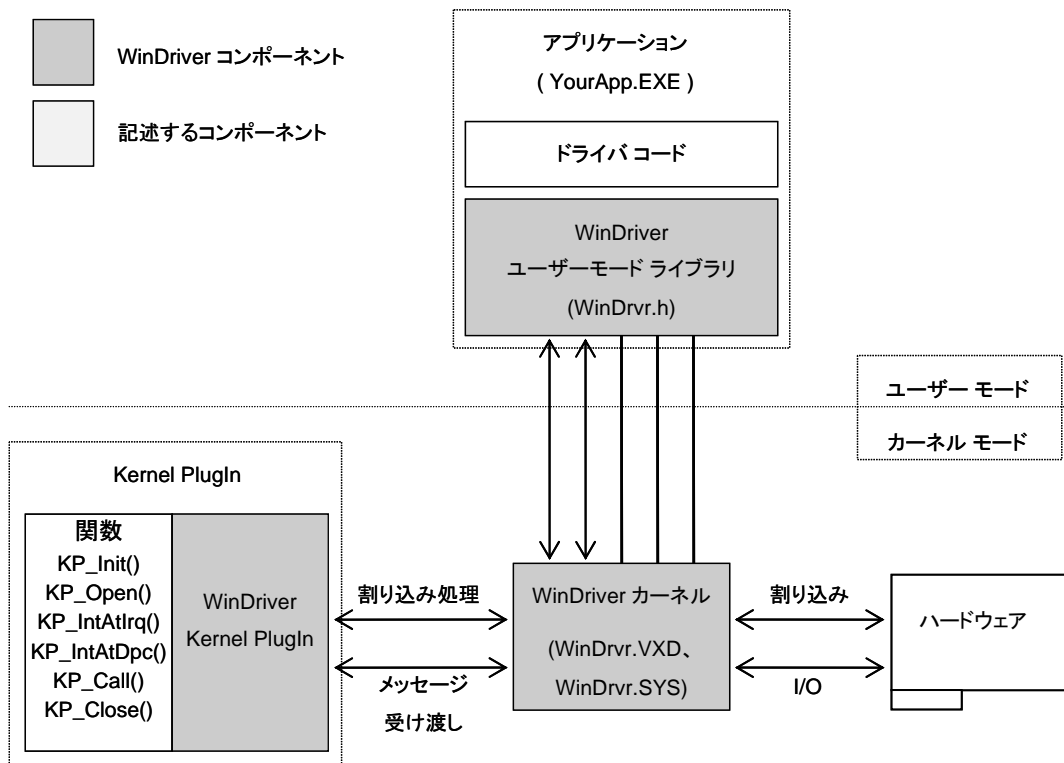 WinDriver コンポーネント
記述するコンポーネント
アプリケーション
( YourApp.EXE )
ドライバ コード
WinDriver
ユーザーモード ライブラリ
(WinDrvr.h)
ユーザー モード
カーネル モード
Kernel PlugIn
関数
KP_Init()
KP_Open()
KP_IntAtIrq()
KP_IntAtDpc()
KP_Call()
KP_Close()
WinDriver
Kernel PlugIn
割り込み処理
メッセージ
受け渡し
WinDriver カーネル
(WinDrvr.VXD、
WinDrvr.SYS)
割り込み
I/O
ハードウェア